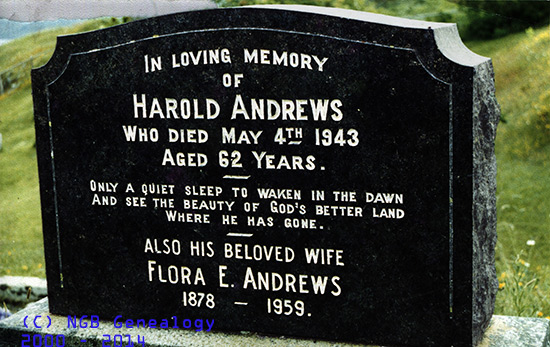 IN LOVING MEMORY
OF
HAROLD ANDREWS
WHO DIED MAY 4TH 1943
AGED 62 YEARS.
ONLY A QUIET SLEEP TO WAKEN IN THE DAWN
AND SEE THE BEAUTY OF GOD'S BETTER LAND
WHERE HE HAS GONE.
ALSO HIS BELOVED WIFE
FLORA E. ANDREWS
1878 – 1959.
(C) NGB Genealogy
2000 - 2014